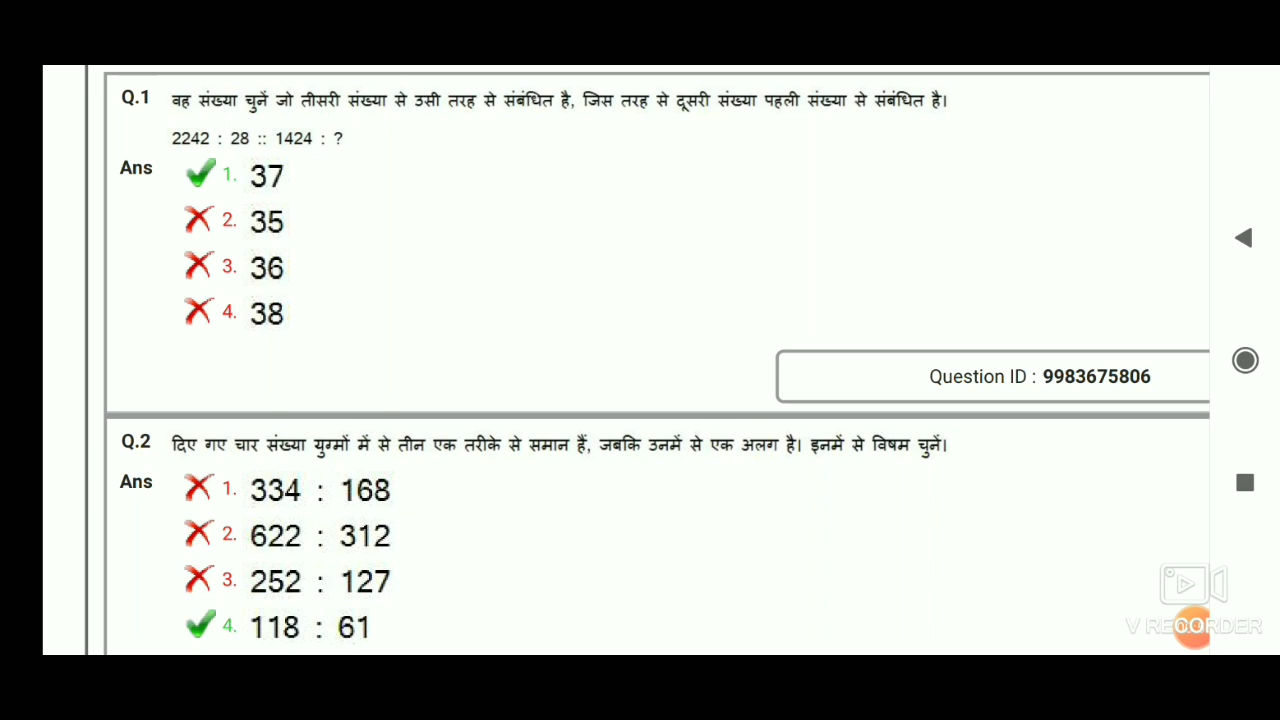 Q.1 वह संख्या चुनें जो तीसरी संख्या से उसी तरह से संबंधित है, जिस तरह से दूसरी संख्या पहली संख्या से संबंधित है।
2242 : 28 :: 1424 : ?
Ans 1. 37
2. 35
3. 36
4. 38
Question ID : 9983675806
Q.2 दिए गए चार संख्या युग्मों में से तीन एक तरीके से समान हैं, जबकि उनमें से एक अलग है। इनमें से विषम चुनें।
Ans 1. 334 : 168
2. 622 : 312
3. 252 : 127
4. 118 : 61
V RECORDER